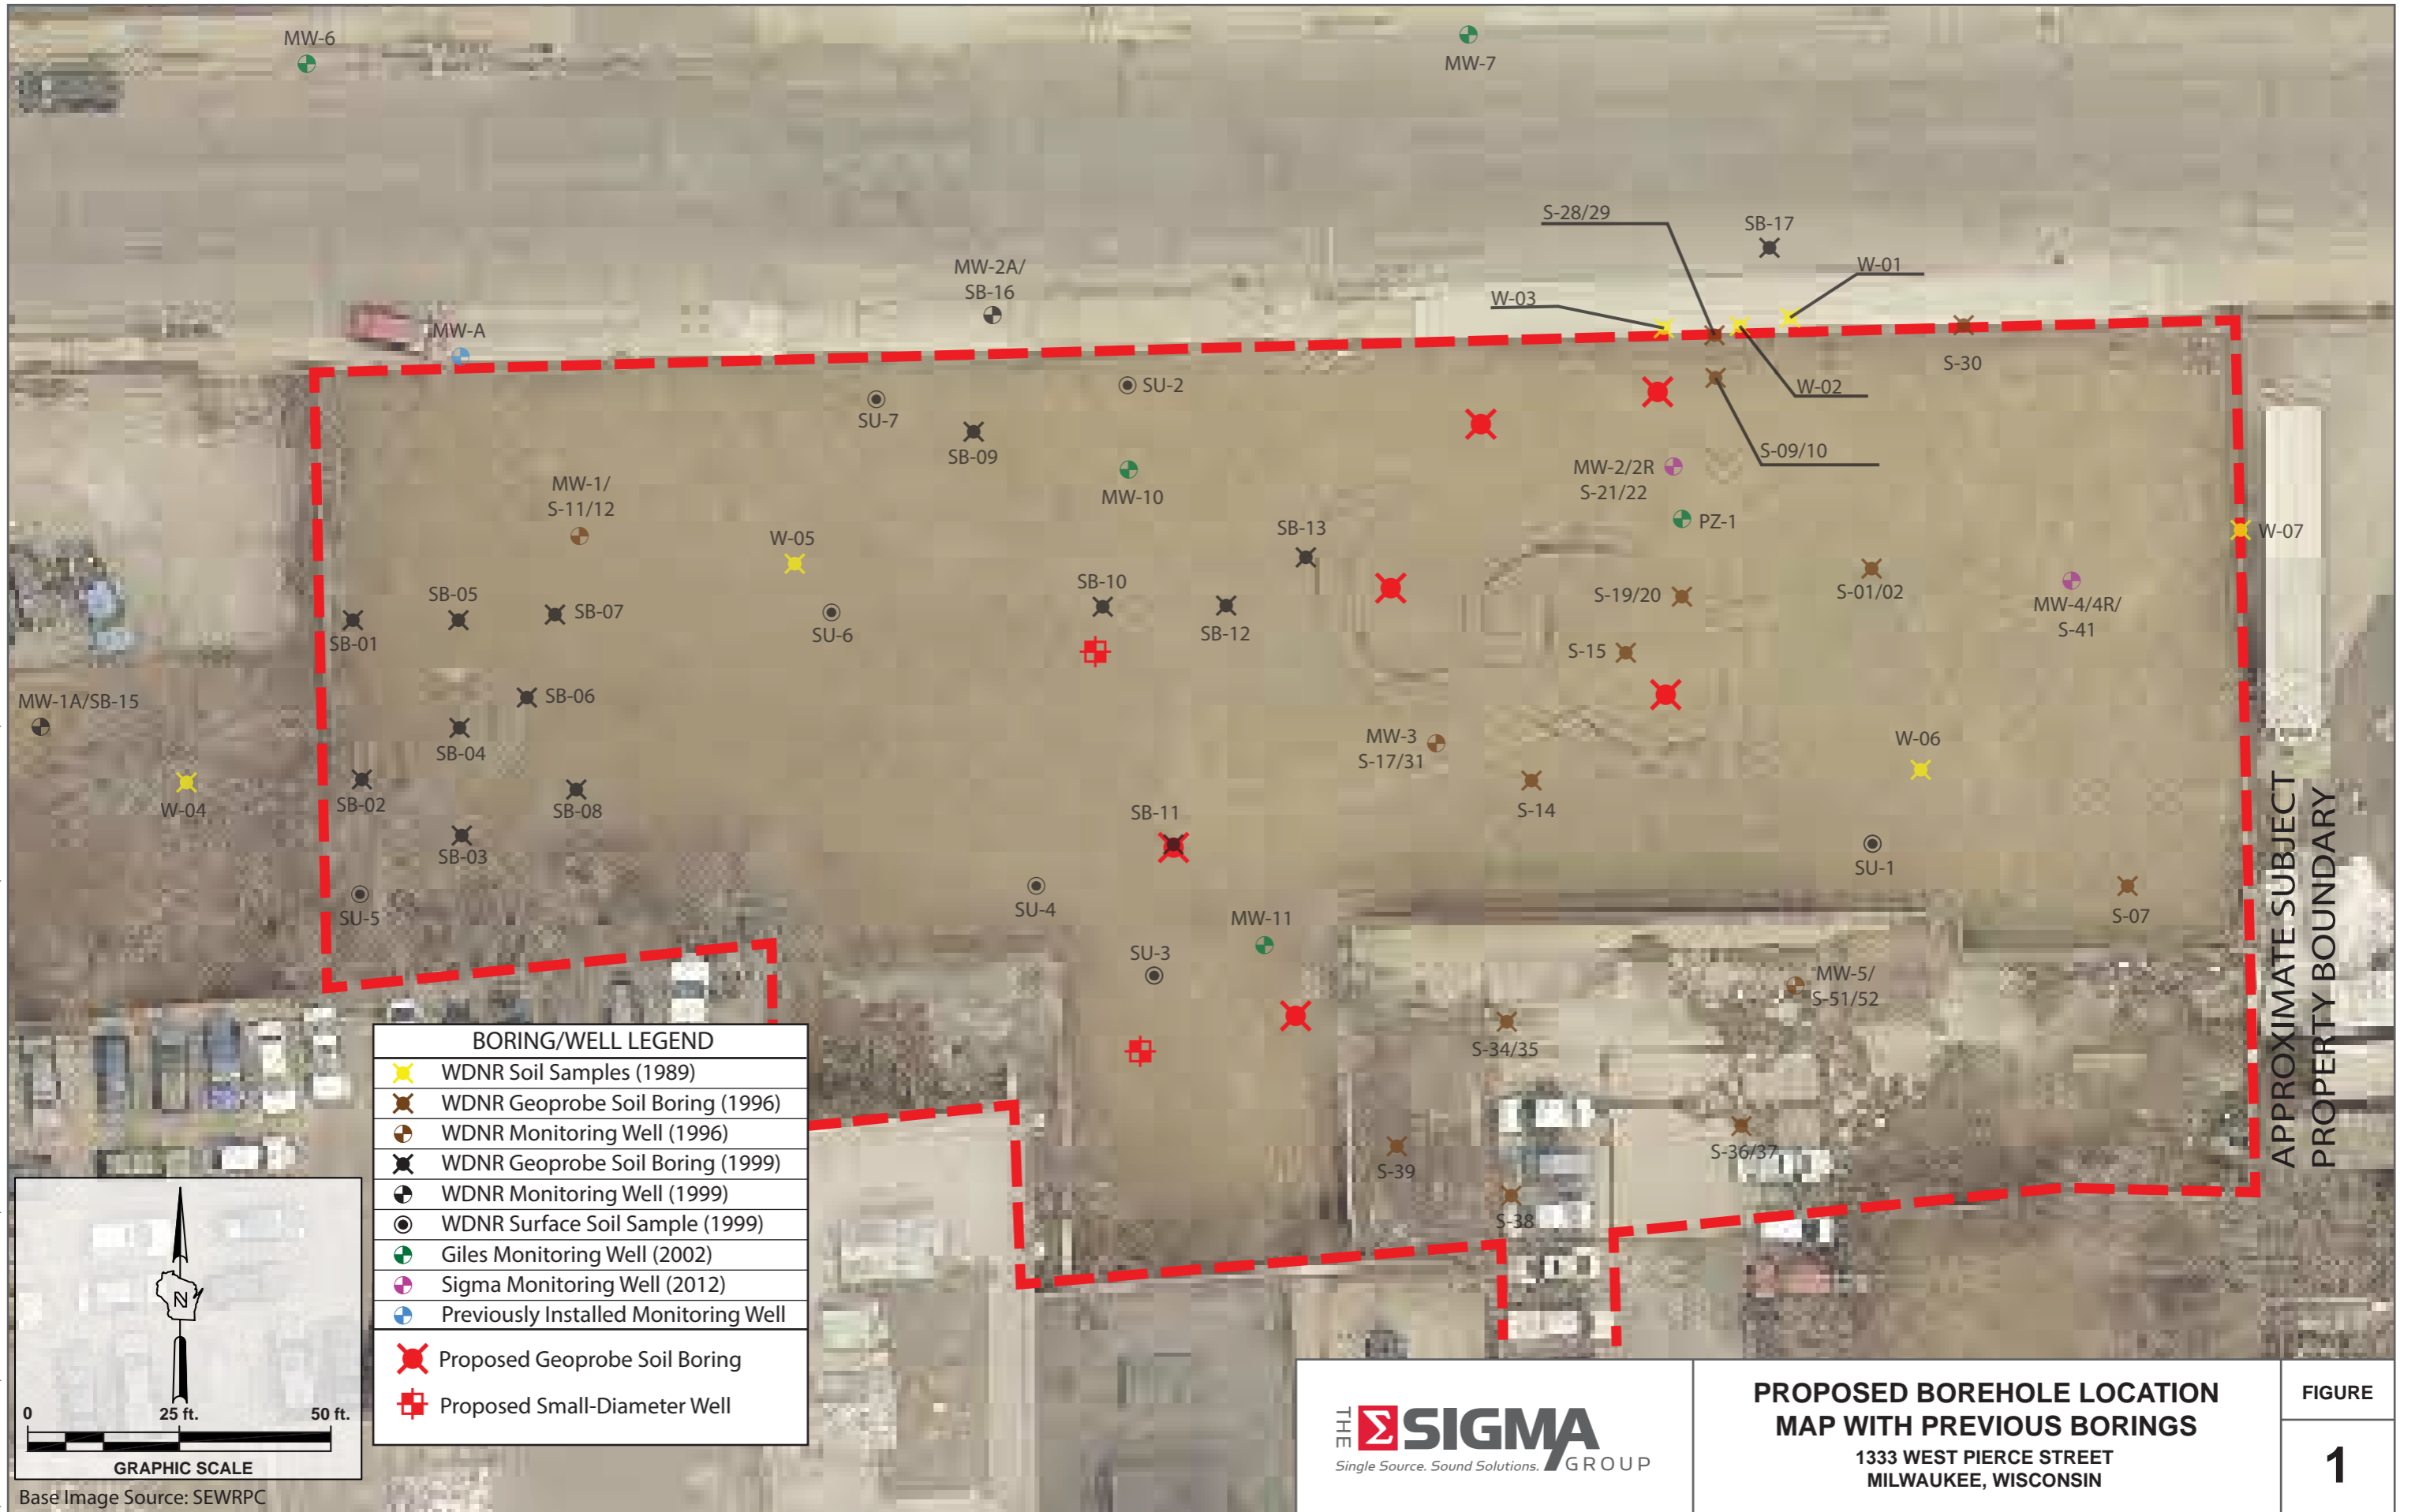 MW-6
MW-7
S-28/29
SB-17
MW-2A/
SB-16
W-01
W-03
MW-A
S-30
W-02
SU-2
SU-7
SB-09
S-09/10
MW-10
MW-2/2R
S-21/22
MW-1/
S-11/12
PZ-1
W-07
SB-13
W-05
SB-10
SB-05
SB-07
S-19/20
S-01/02
MW-4/4R/
S-41
SB-01
SU-6
SB-12
S-15
MW-1A/SB-15
SB-06
SB-04
MW-3
S-17/31
W-06
W-04
SB-02
SB-08
SB-11
S-14
SB-03
SU-1
SU-5
SU-4
MW-11
S-07
SU-3
MW-5/
S-51/52
S-34/35
S-39
S-36/37
S-38
APPROXIMATE SUBJECT
PROPERTY BOUNDARY
BORING/WELL LEGEND
WDNR Soil Samples (1989)
WDNR Geoprobe Soil Boring (1996)
WDNR Monitoring Well (1996)
WDNR Geoprobe Soil Boring (1999)
WDNR Monitoring Well (1999)
WDNR Surface Soil Sample (1999)
Giles Monitoring Well (2002)
Sigma Monitoring Well (2012)
Previously Installed Monitoring Well
Proposed Geoprobe Soil Boring
Proposed Small-Diameter Well
N
0 25 ft. 50 ft.
GRAPHIC SCALE
Base Image Source: SEWRPC
THE Σ SIGMA
GROUP
Single Source. Sound Solutions.
PROPOSED BOREHOLE LOCATION
MAP WITH PREVIOUS BORINGS
1333 WEST PIERCE STREET
MILWAUKEE, WISCONSIN
FIGURE
1